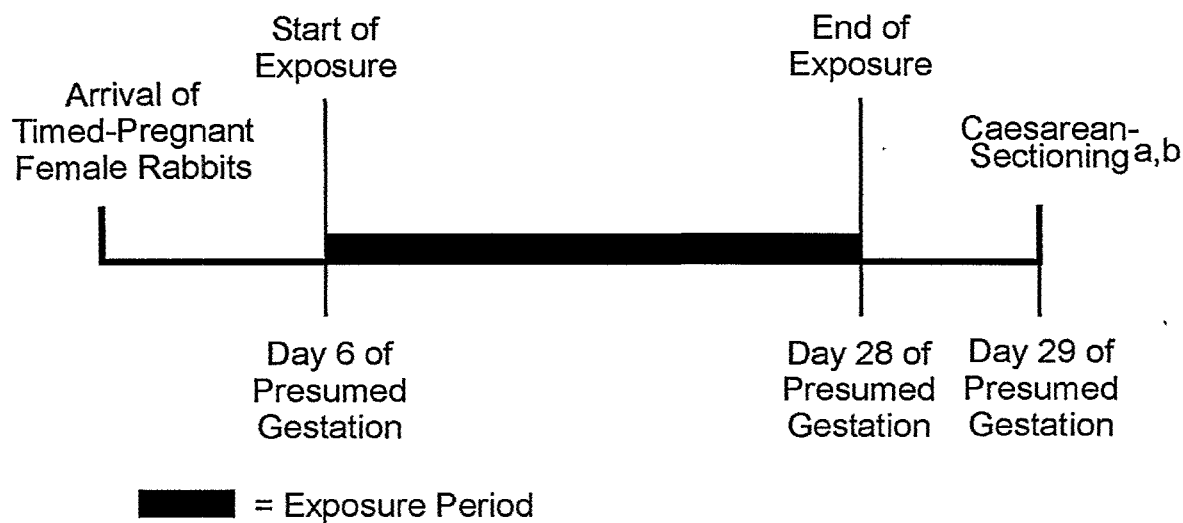 Start of
Exposure
End of
Exposure
Arrival of
Timed-Pregnant
Female Rabbits
Caesarean-
Sectioning a,b
Day 6 of
Presumed
Gestation
Day 28 of
Presumed
Gestation
Day 29 of
Presumed
Gestation
= Exposure Period